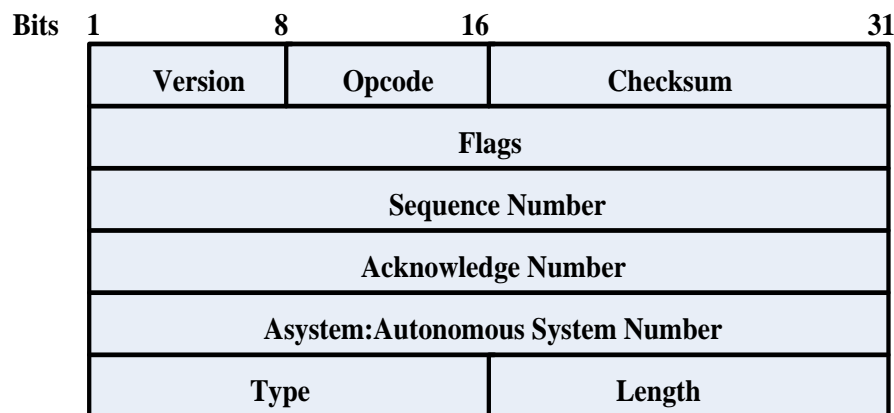 Bits 1 8 16 31
Version Opcode Checksum
Flags
Sequence Number
Acknowledge Number
Asystem:Autonomous System Number
Type Length